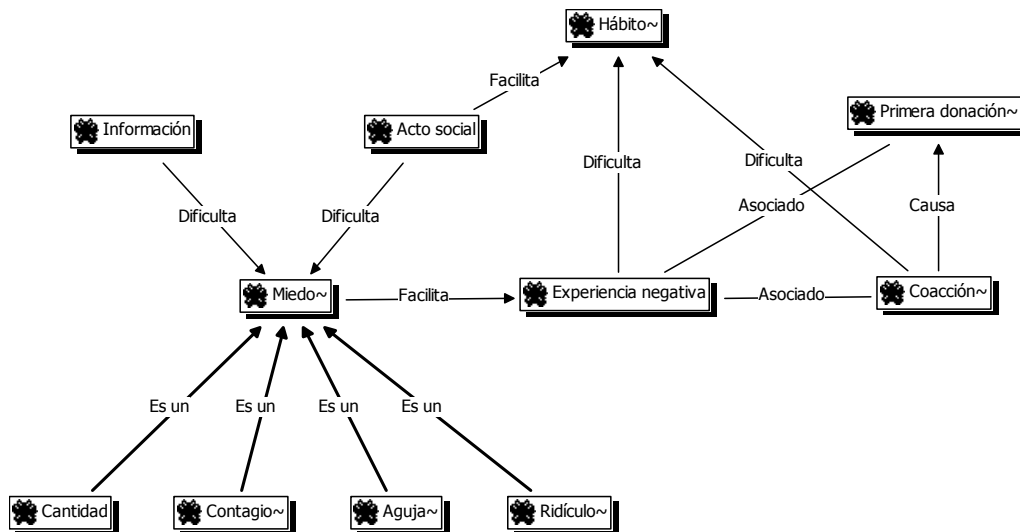 Hábito~
Facilita
Primera donación~
Información
Acto social
Dificulta
Dificulta
Asociado
Causa
Dificulta
Dificulta
Miedo~
Facilita
Experiencia negativa
Asociado
Coacción~
Es un
Es un
Es un
Es un
Cantidad
Contagio~
Aguja~
Ridículo~